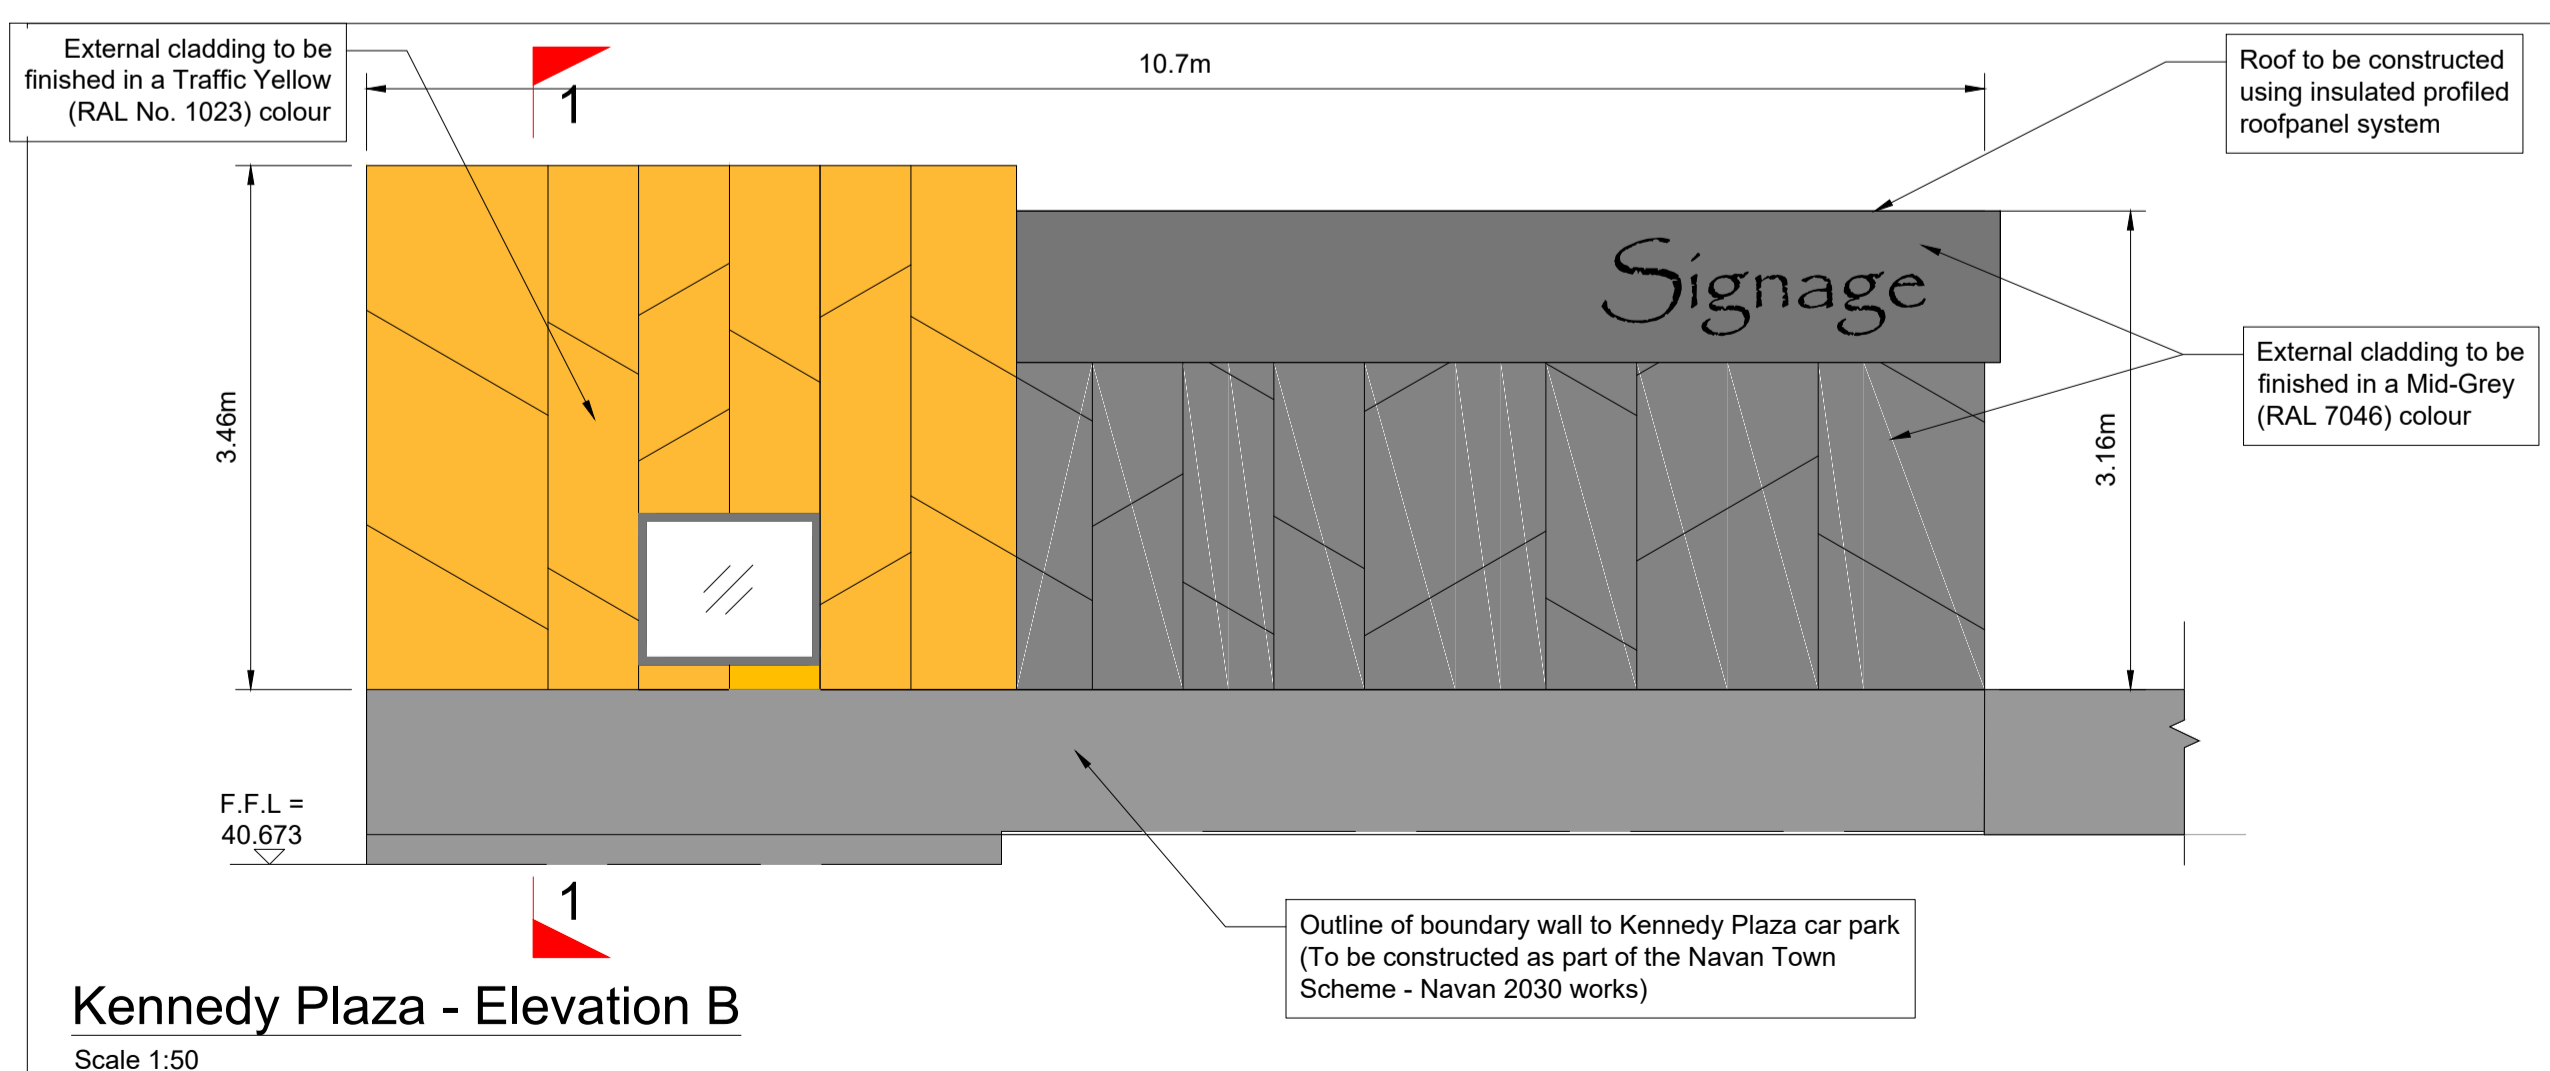 External cladding to be
finished in a Traffic Yellow
(RAL No. 1023) colour
1
10.7m
Roof to be constructed
using insulated profiled
roofpanel system
Signage
External cladding to be
finished in a Mid-Grey
(RAL 7046) colour
3.46m
3.16m
F.F.L =
40.673
1
Outline of boundary wall to Kennedy Plaza car park
(To be constructed as part of the Navan Town
Scheme - Navan 2030 works)
Kennedy Plaza - Elevation B
Scale 1:50